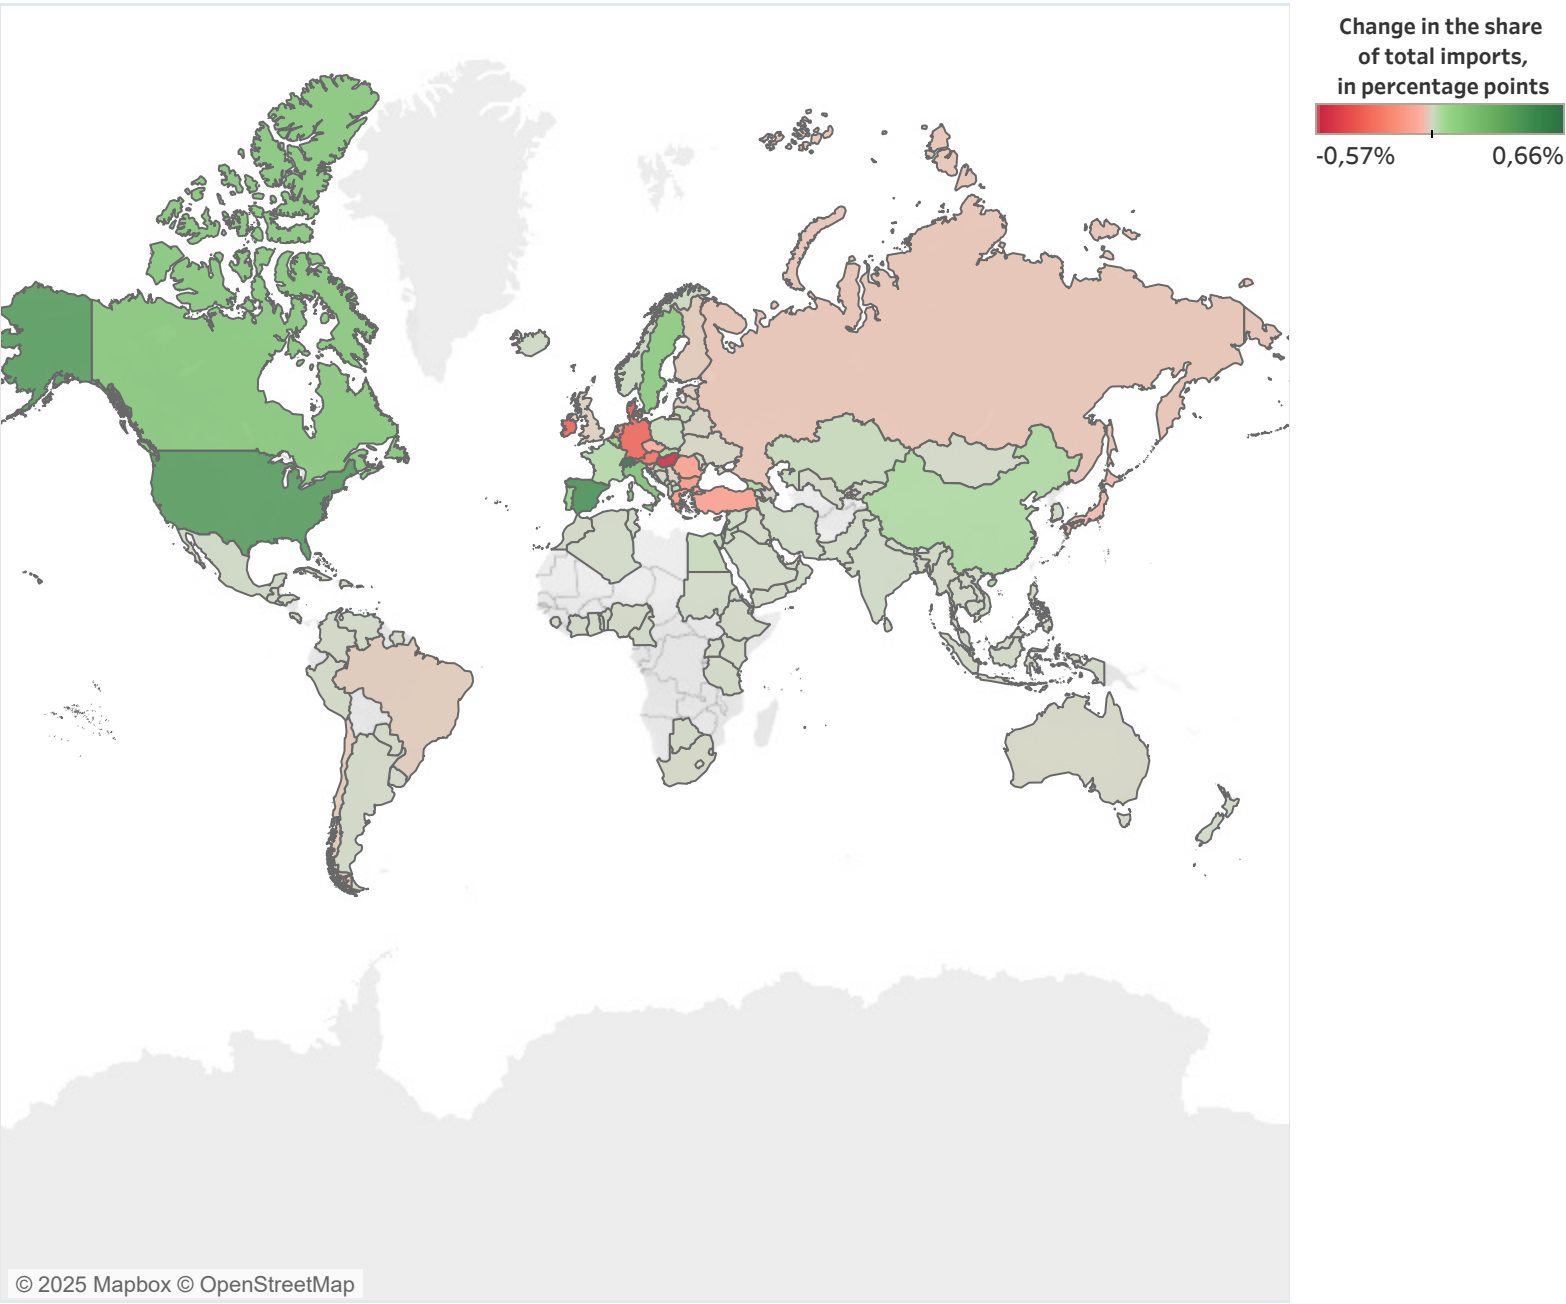 Change in the share
of total imports,
in percentage points
-0,57% 0,66%
© 2025 Mapbox © OpenStreetMap